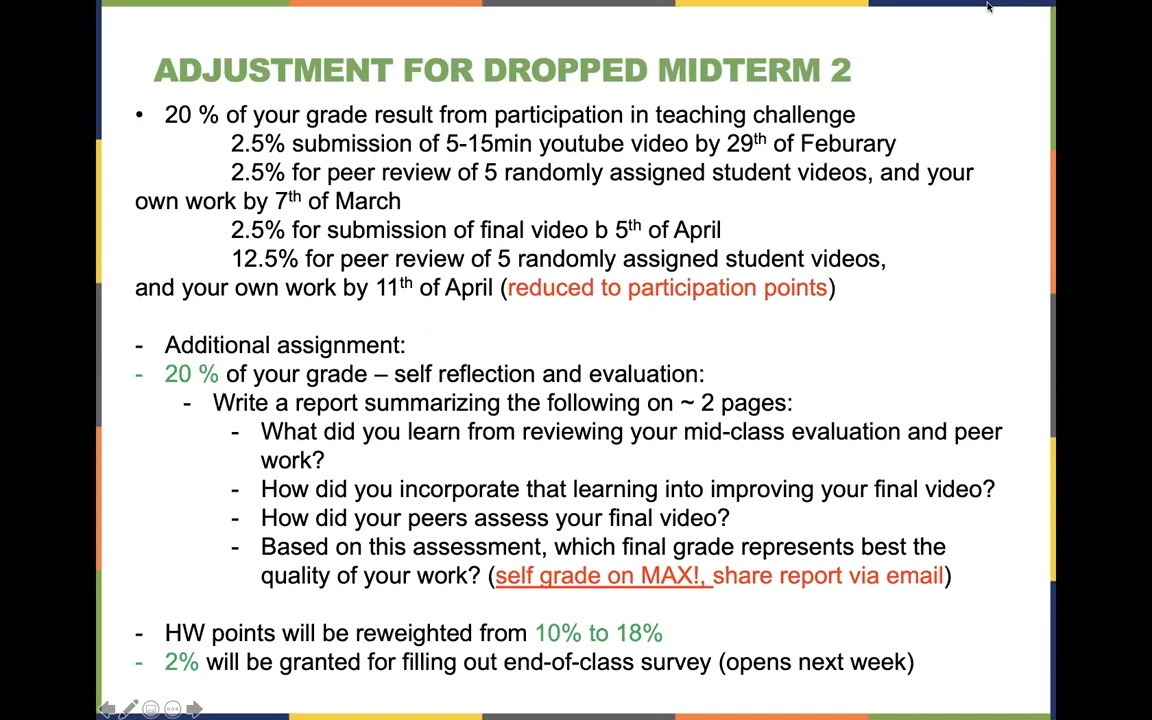 ADJUSTMENT FOR DROPPED MIDTERM 2
• 20 % of your grade result from participation in teaching challenge
2.5% submission of 5-15min youtube video by 29th of Feburary
2.5% for peer review of 5 randomly assigned student videos, and your
own work by 7th of March
2.5% for submission of final video b 5th of April
12.5% for peer review of 5 randomly assigned student videos,
and your own work by 11th of April (reduced to participation points)
- Additional assignment:
- 20 % of your grade – self reflection and evaluation:
- Write a report summarizing the following on ~ 2 pages:
- What did you learn from reviewing your mid-class evaluation and peer
work?
- How did you incorporate that learning into improving your final video?
- How did your peers assess your final video?
- Based on this assessment, which final grade represents best the
quality of your work? (self grade on MAX!, share report via email)
- HW points will be reweighted from 10% to 18%
- 2% will be granted for filling out end-of-class survey (opens next week)